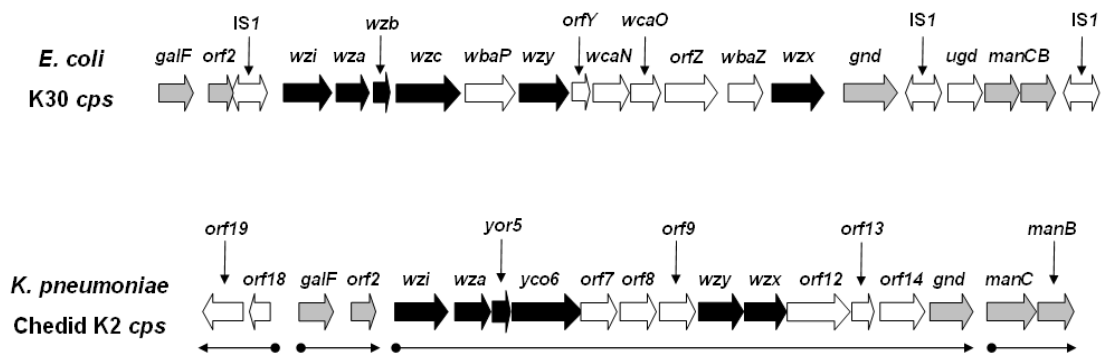 IS1 wzb orfY wcaO IS1 IS1
galF orf2 wzi wza wzc wbaP wzy wcaN orfZ wbaZ wzx gnd ugd manCB
E. coli
K30 cps
orf19 yor5 orf9 orf13 manB
orf18 galF orf2 wzi wza yco6 orf7 orf8 wzy wzx orf12 orf14 gnd manC
K. pneumoniae
Chedid K2 cps